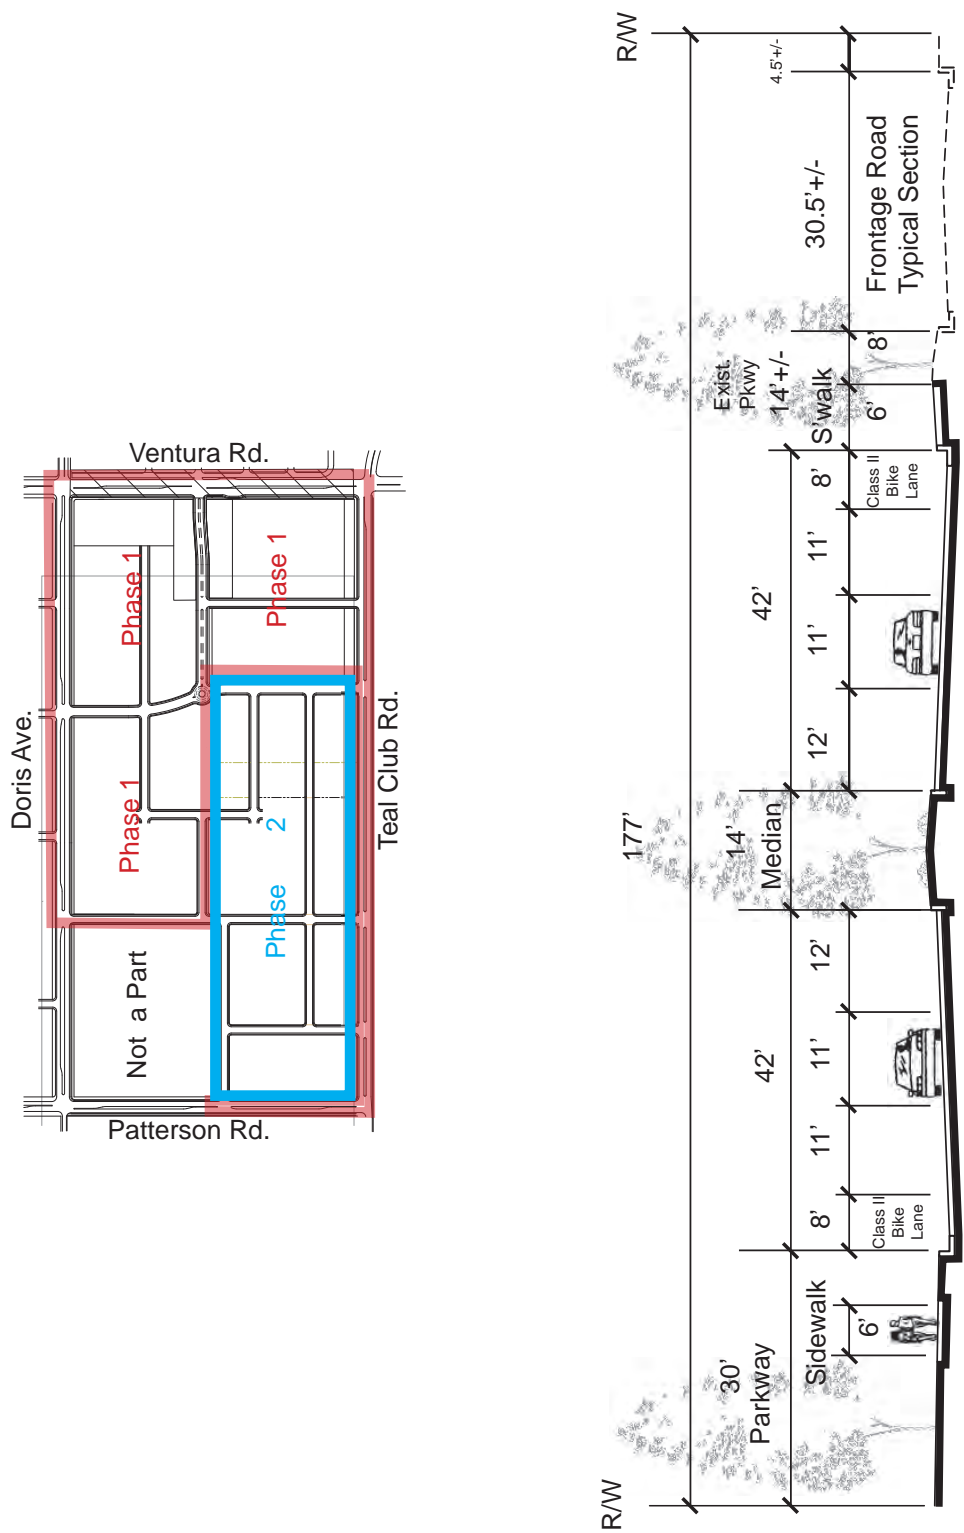 Ventura Rd.
Doris Ave.
Phase 1
Phase 1
Phase 1
Phase 2
Not a Part
Teal Club Rd.
Patterson Rd.
R/W
4.5'+/-
30.5'+/-
Frontage Road
Typical Section
Exist.
Pkwy
14'+/-
8'
S'walk
6'
8'
Class II
Bike
Lane
11'
42'
11'
12'
177'
14'
Median
12'
11'
42'
11'
8'
Class II
Bike
Lane
Sidewalk
6'
30'
Parkway
R/W